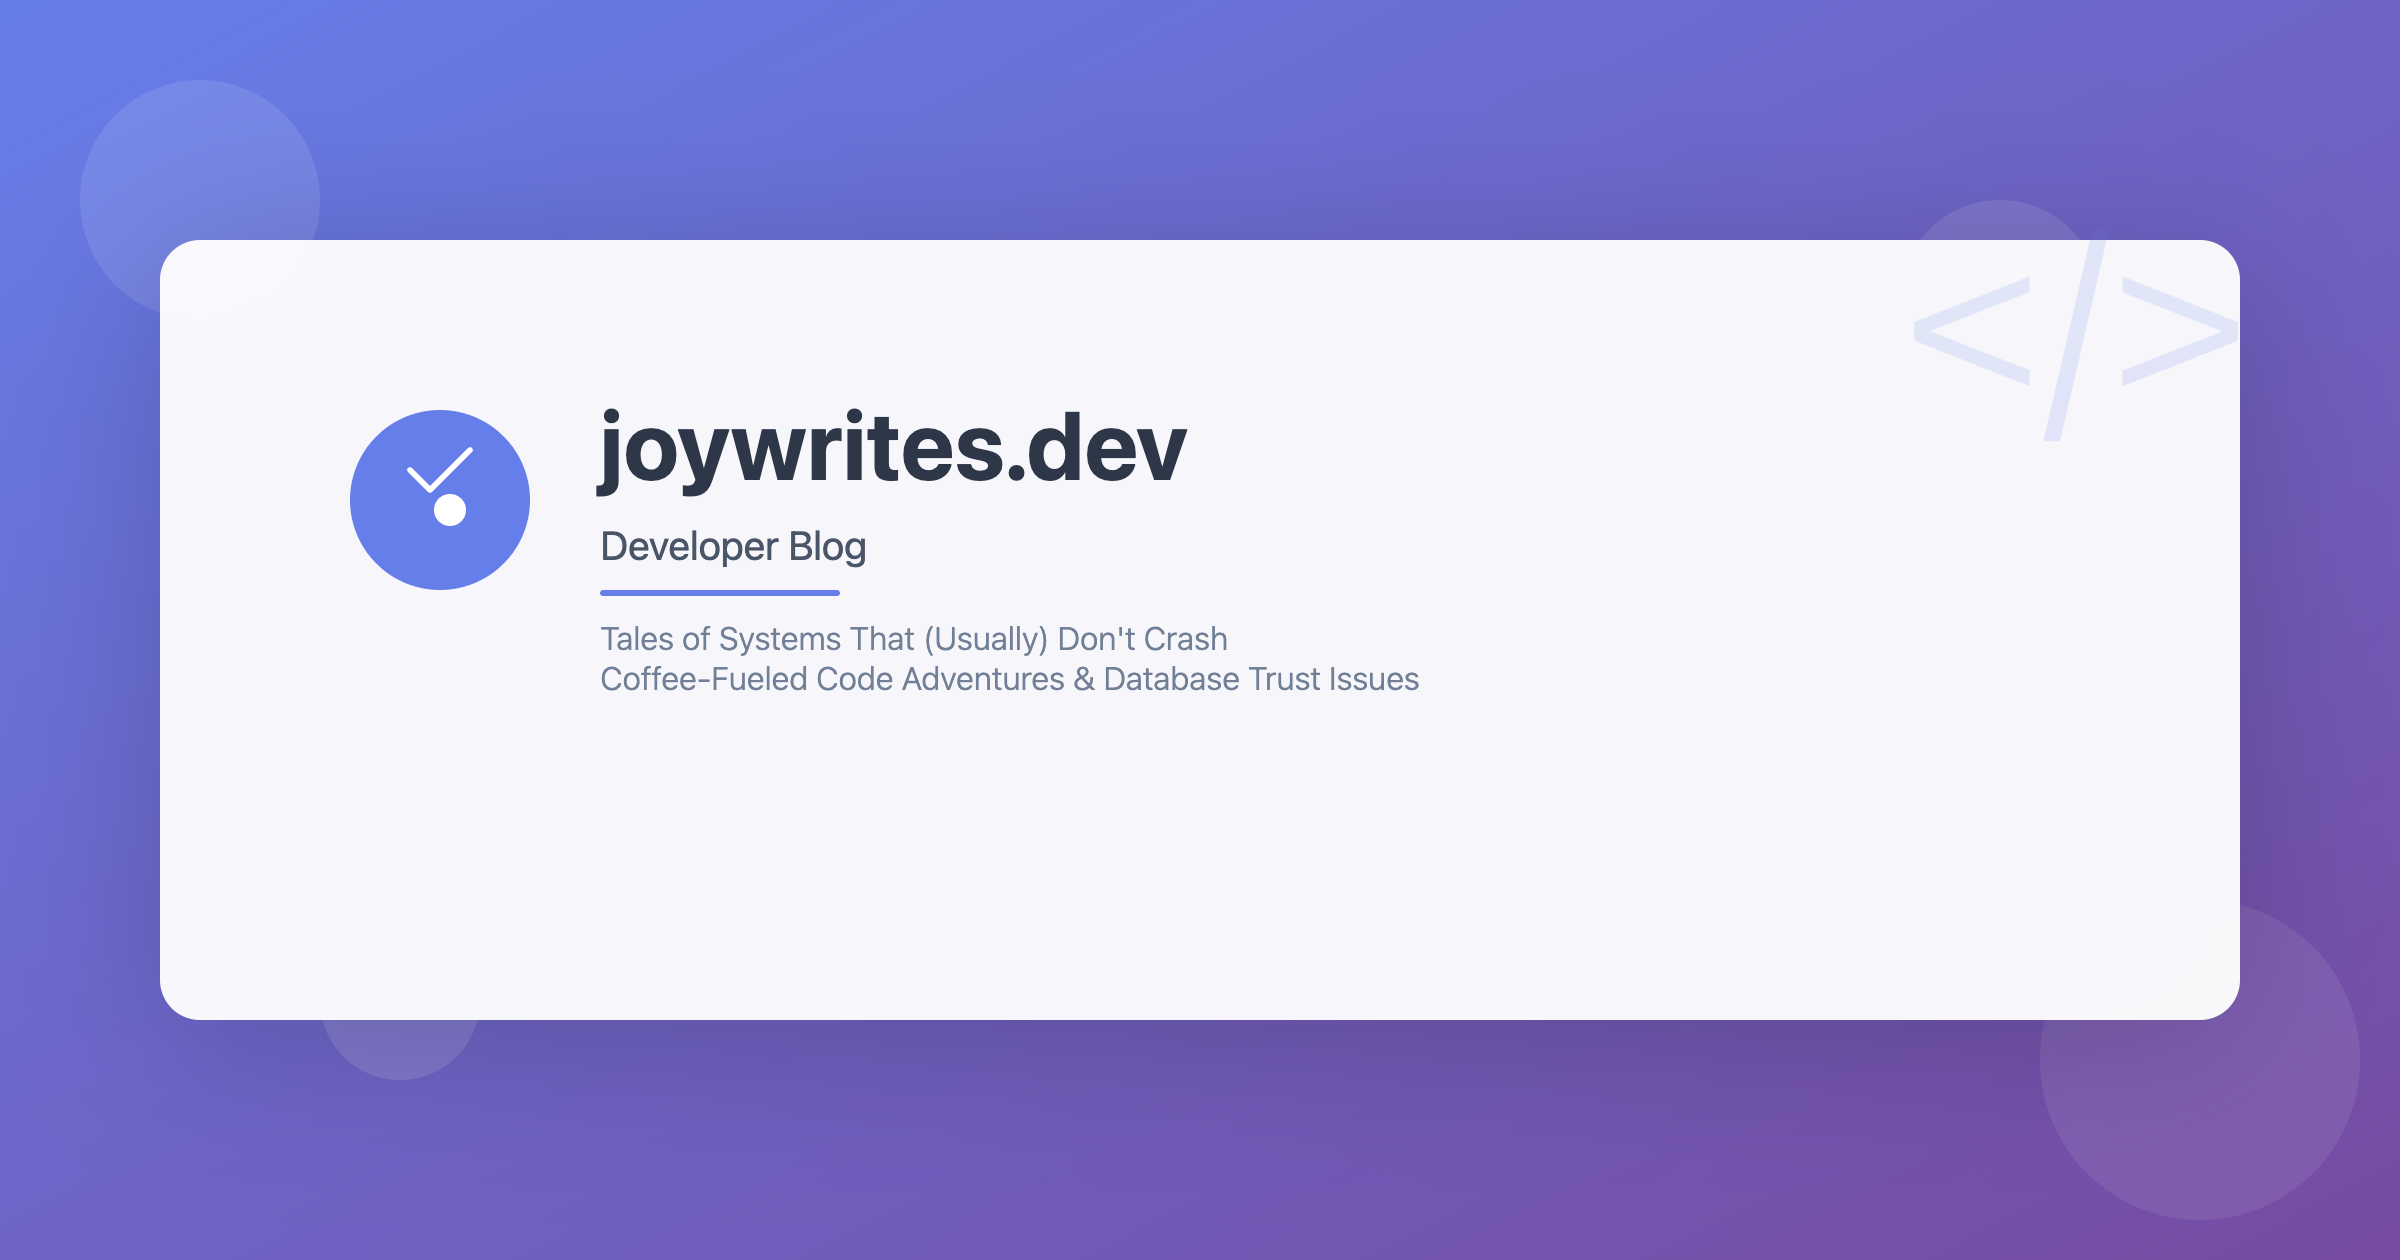 </>
joywrites.dev
Developer Blog
Tales of Systems That (Usually) Don't Crash
Coffee-Fueled Code Adventures & Database Trust Issues